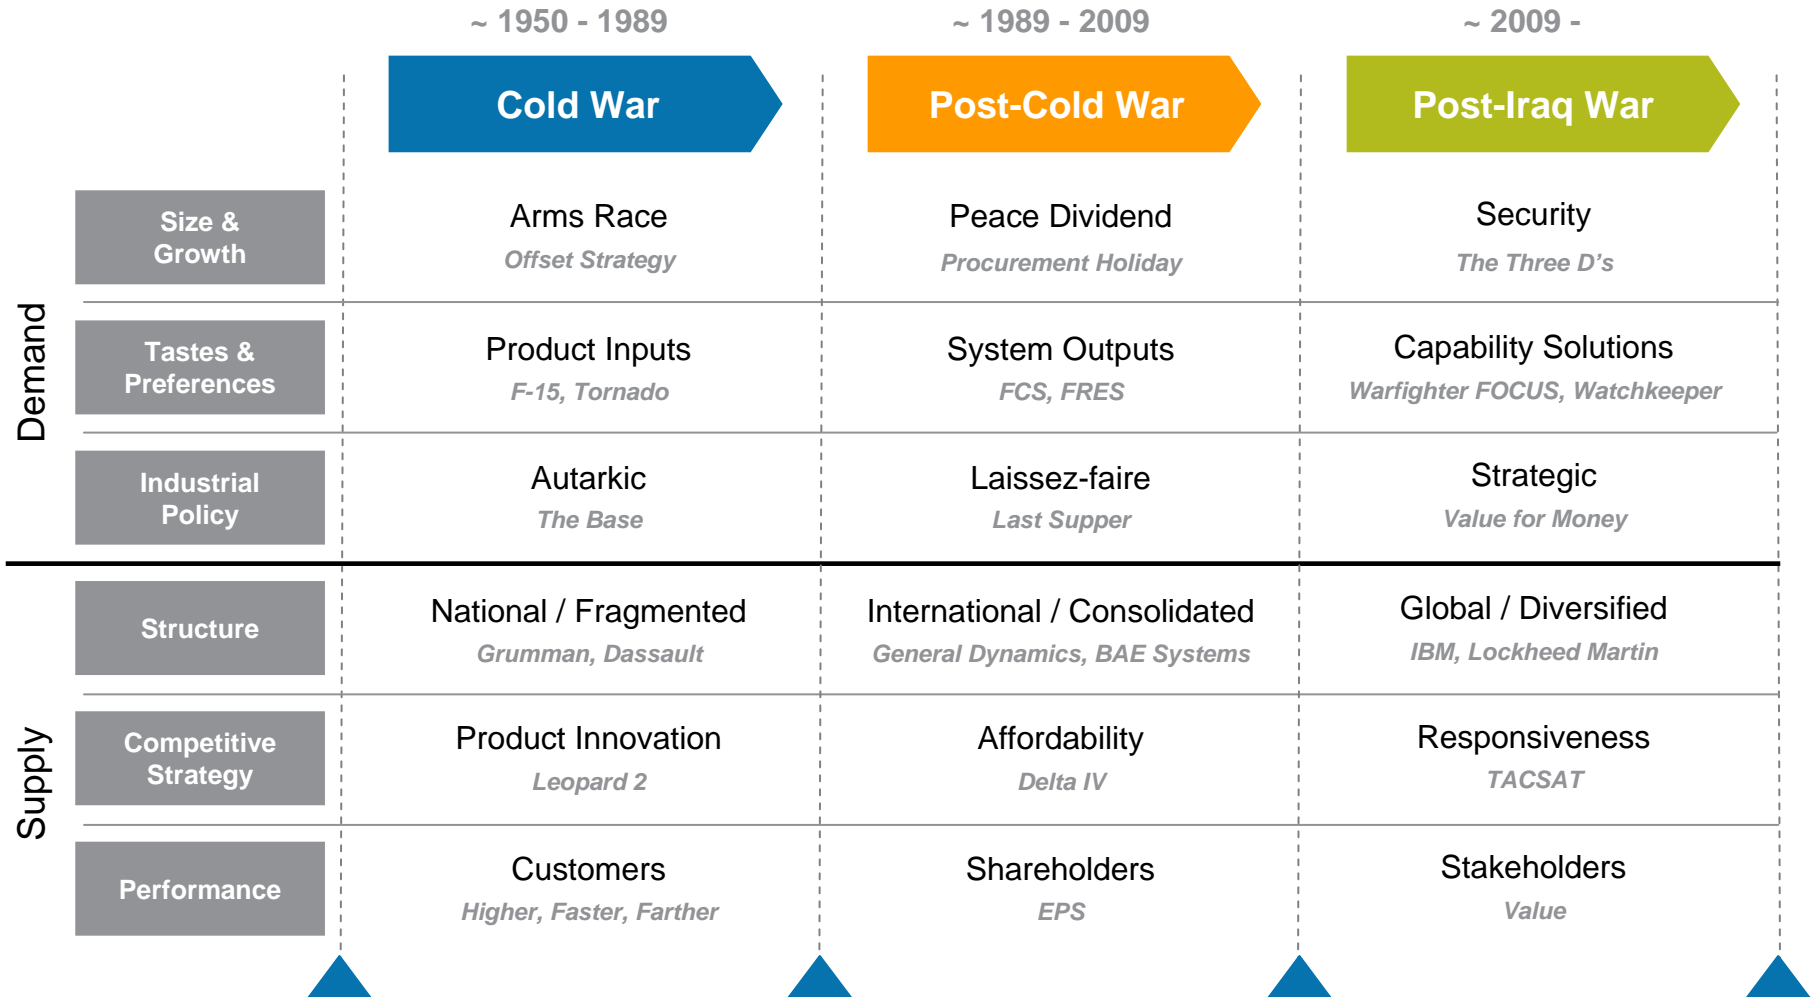 ~ 1950 - 1989
~ 1989 - 2009
~ 2009 -
Cold War
Post-Cold War
Post-Iraq War
Demand
Size &
Growth
Arms Race
Offset Strategy
Peace Dividend
Procurement Holiday
Security
The Three D’s
Tastes &
Preferences
Product Inputs
F-15, Tornado
System Outputs
FCS, FRES
Capability Solutions
Warfighter FOCUS, Watchkeeper
Industrial
Policy
Autarkic
The Base
Laissez-faire
Last Supper
Strategic
Value for Money
Supply
Structure
National / Fragmented
Grumman, Dassault
International / Consolidated
General Dynamics, BAE Systems
Global / Diversified
IBM, Lockheed Martin
Competitive
Strategy
Product Innovation
Leopard 2
Affordability
Delta IV
Responsiveness
TACSAT
Performance
Customers
Higher, Faster, Farther
Shareholders
EPS
Stakeholders
Value